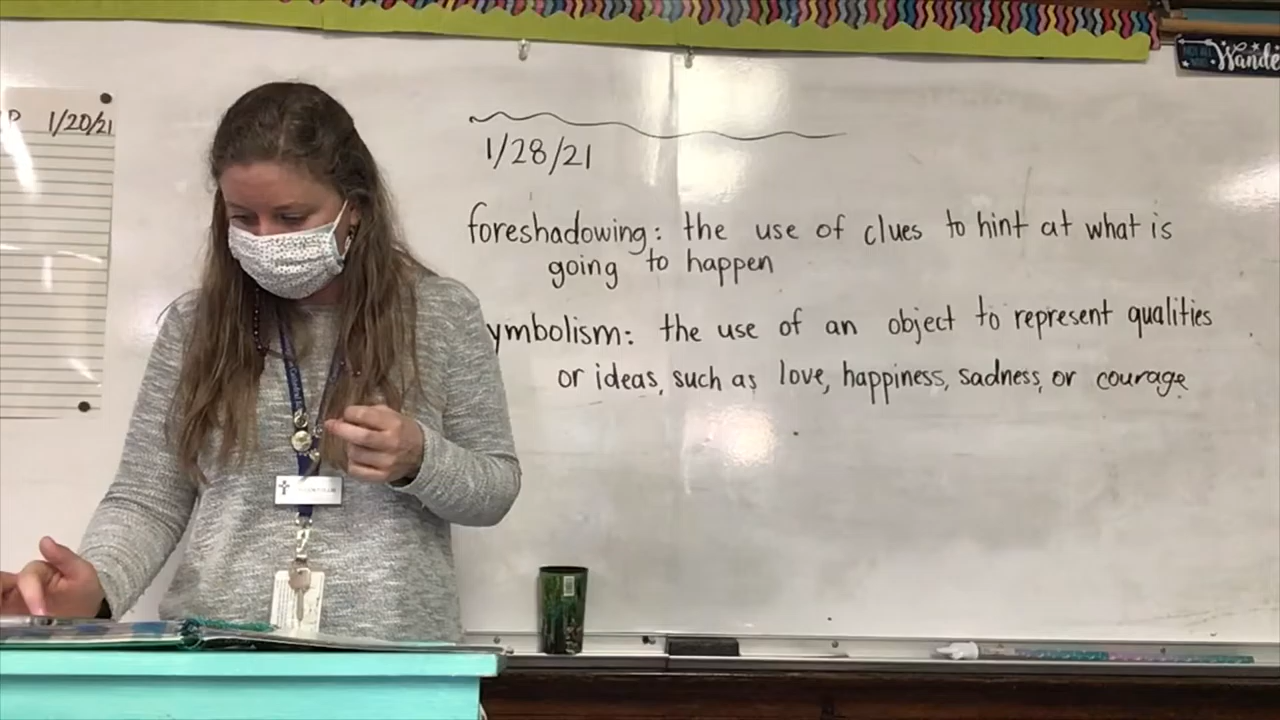 1/20/21
1/28/21
foreshadowing: the use of clues to hint at what is
going to happen
ymbolism: the use of an object to represent qualities
or ideas, such as love, happiness, sadness, or courage.
Wande